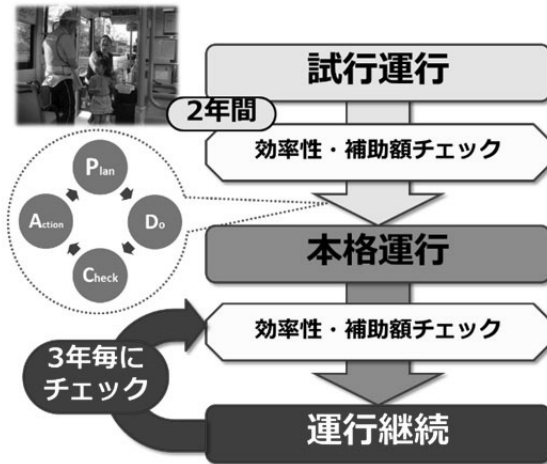 試行運行
2年間
効率性・補助額チェック
Plan
Action
Do
Check
本格運行
効率性・補助額チェック
3年毎に
チェック
運行継続